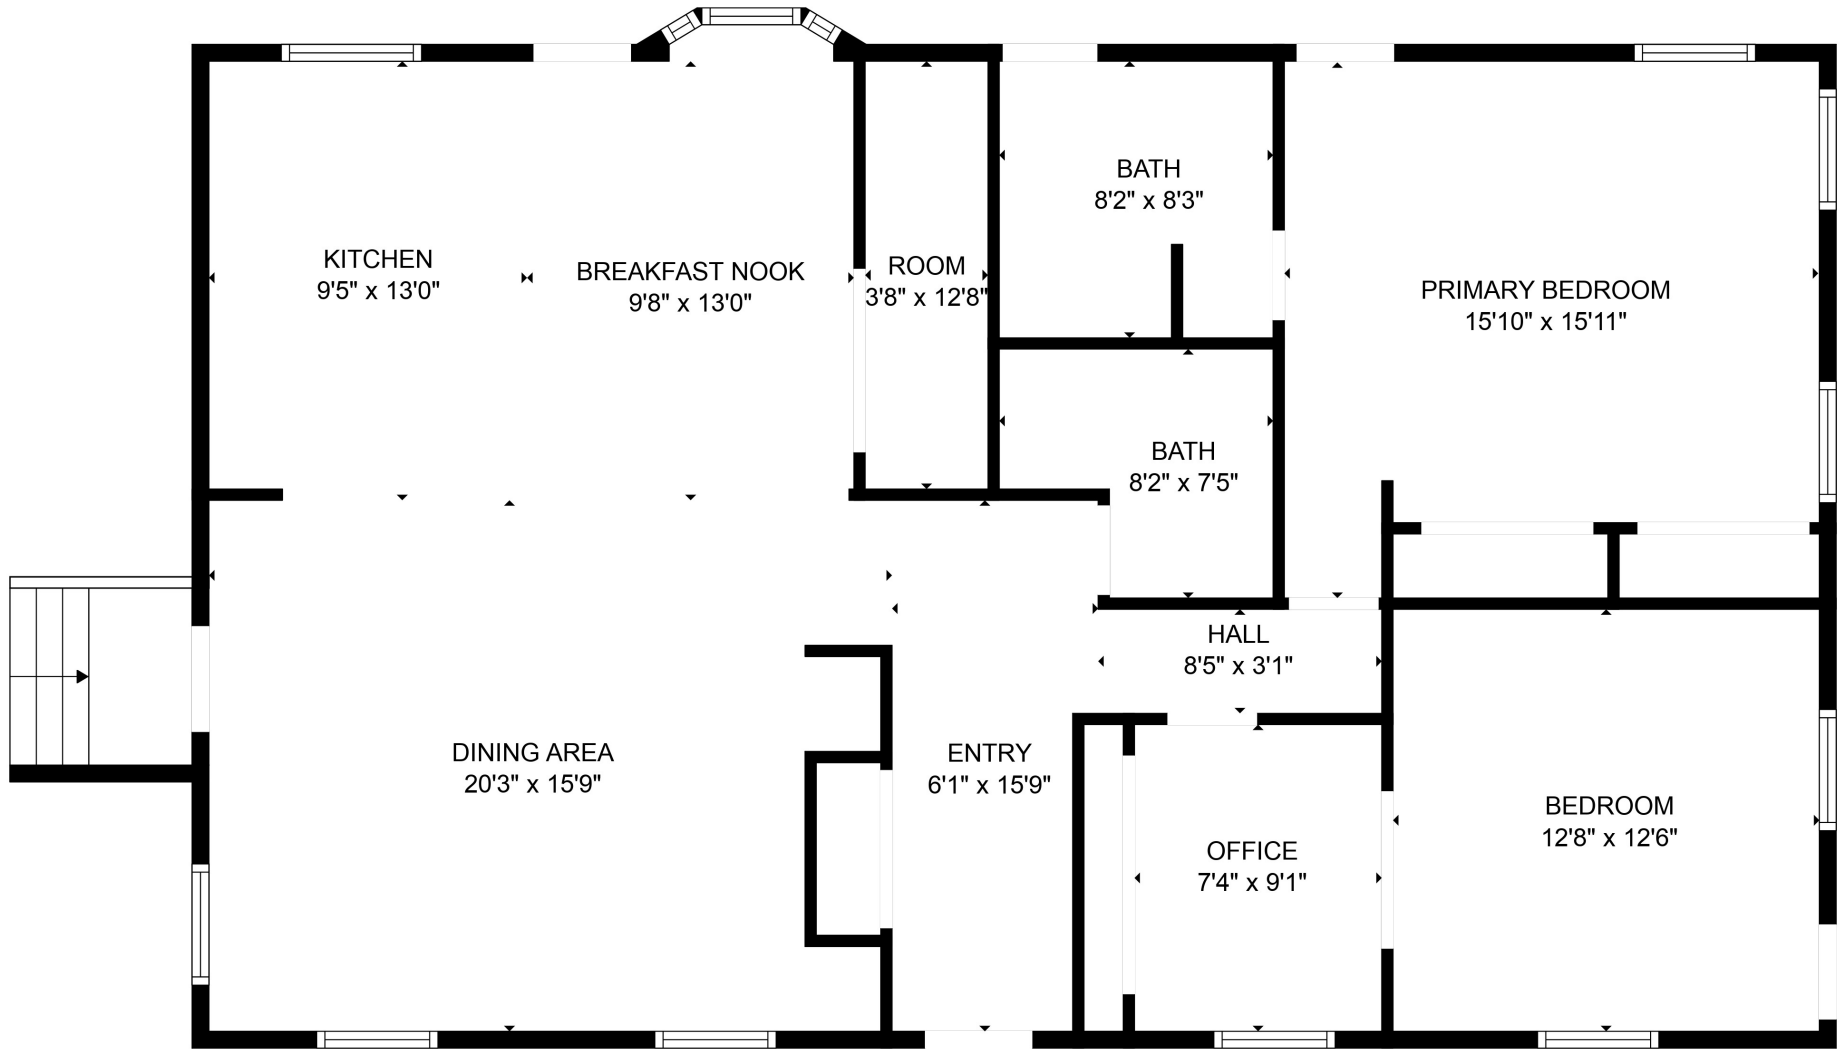 BATH
8'2" x 8'3"
KITCHEN
9'5" x 13'0"
BREAKFAST NOOK
9'8" x 13'0"
ROOM
3'8" x 12'8"
PRIMARY BEDROOM
15'10" x 15'11"
BATH
8'2" x 7'5"
HALL
8'5" x 3'1"
DINING AREA
20'3" x 15'9"
ENTRY
6'1" x 15'9"
OFFICE
7'4" x 9'1"
BEDROOM
12'8" x 12'6"